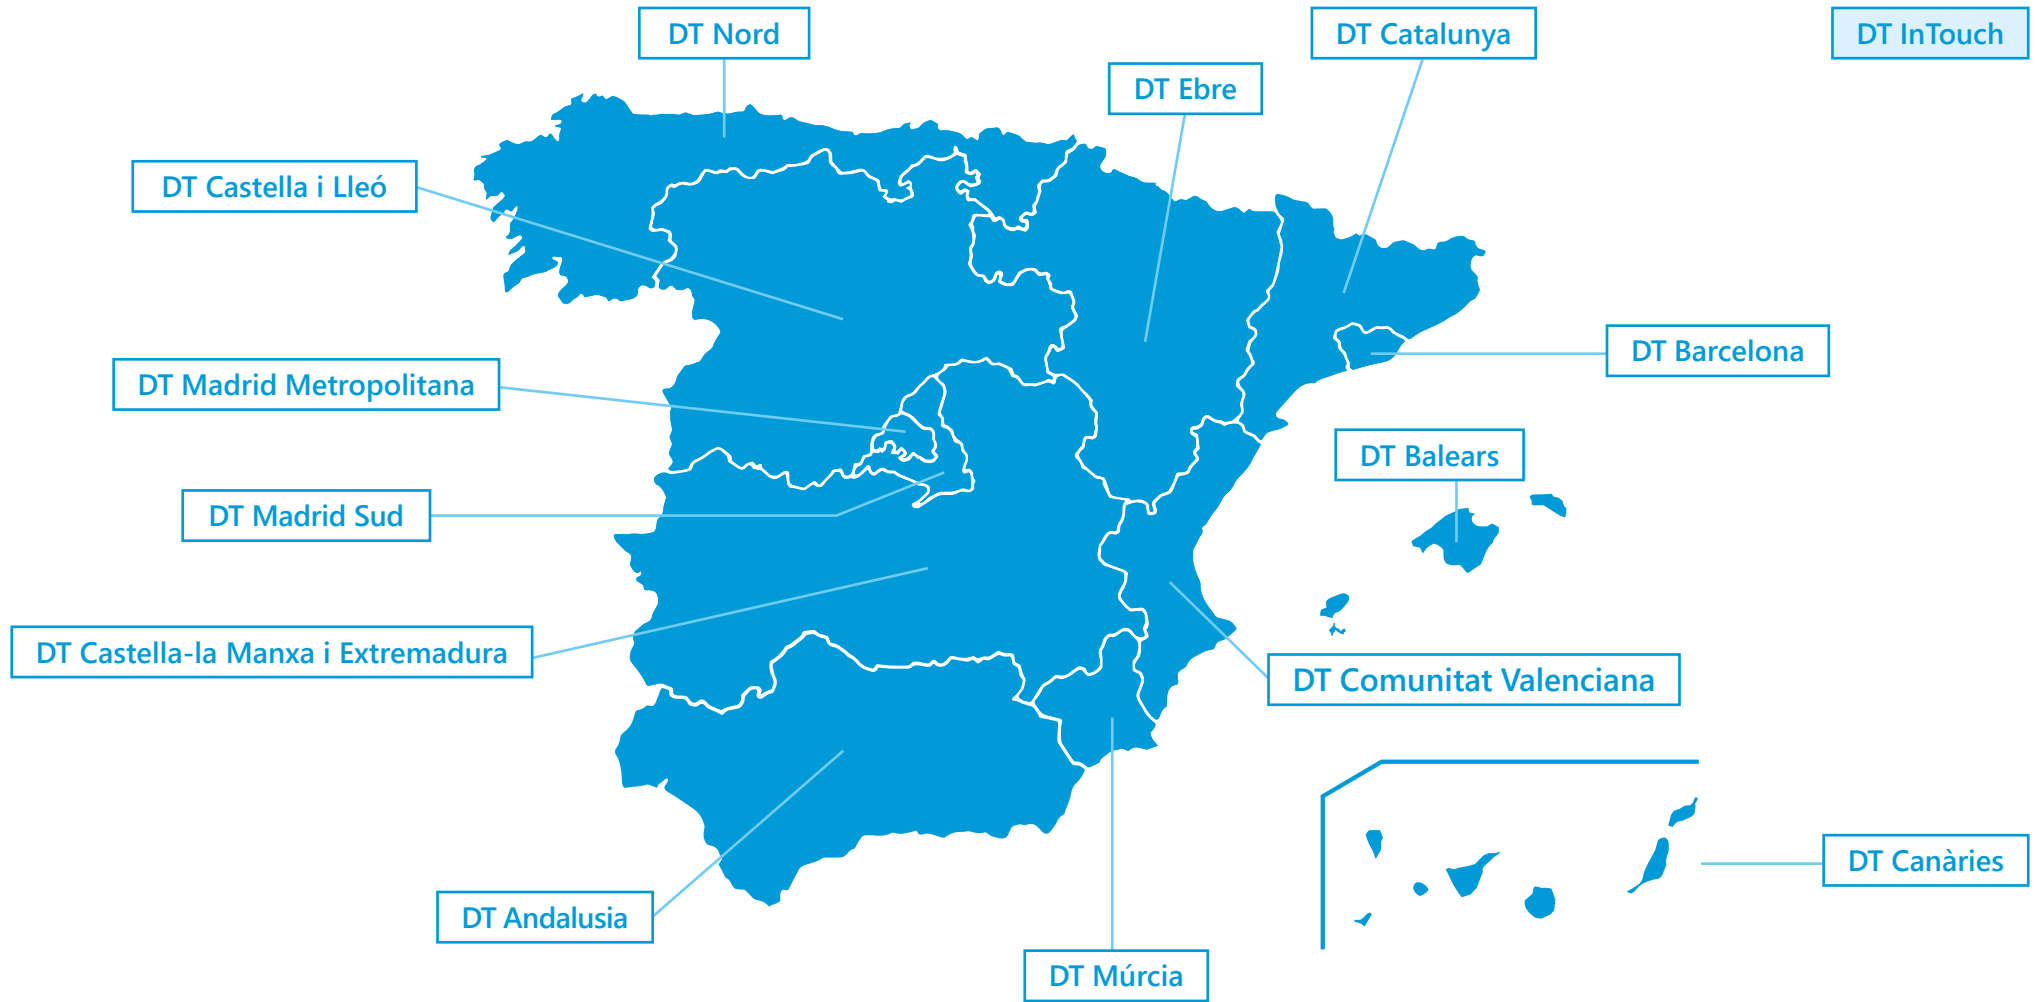 DT Nord
DT Catalunya
DT InTouch
DT Ebre
DT Castella i Lleó
DT Barcelona
DT Madrid Metropolitana
DT Balears
DT Madrid Sud
DT Castella-la Manxa i Extremadura
DT Comunitat Valenciana
DT Canàries
DT Andalusia
DT Múrcia